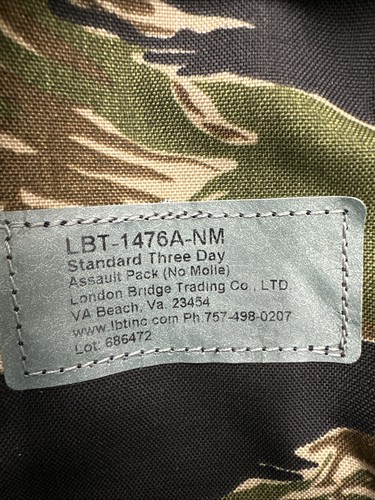 LBT-1476A-NM
Standard Three Day
Assault Pack (No Molle)
London Bridge Trading Co., LTD
VA Beach, Va. 23454
www.lbtinc.com Ph.757-498-0207
Lot: 686472